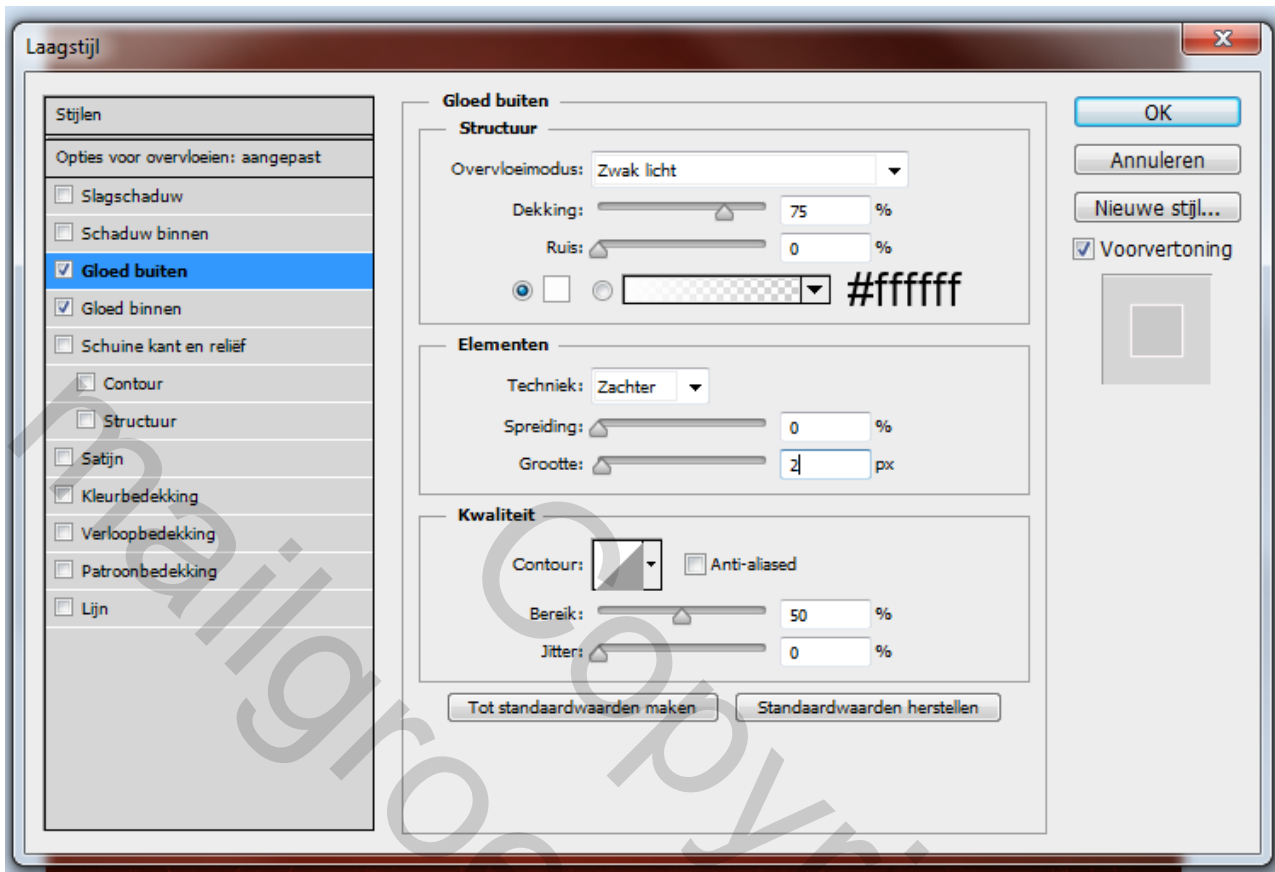 Laagstijl
Stijlen
Opties voor overvloeien: aangepast
Slagschaduw
Schaduw binnen
Gloed buiten
Gloed binnen
Schuine kant en reliëf
Contour
Structuur
Satijn
Kleurbedekking
Verloopbedekking
Patroonbedekking
Lijn
Gloed buiten
Structuur
Overvloeimodus: Zwak licht
Dekking: 75 %
Ruis: 0 %
#ffffff
Elementen
Techniek: Zachter
Spreiding: 0 %
Grootte: 2 px
Kwaliteit
Contour: Anti-aliased
Bereik: 50 %
Jitter: 0 %
Tot standaardwaarden maken Standaardwaarden herstellen
OK
Annuleren
Nieuwe stijl...
Voorvertoning